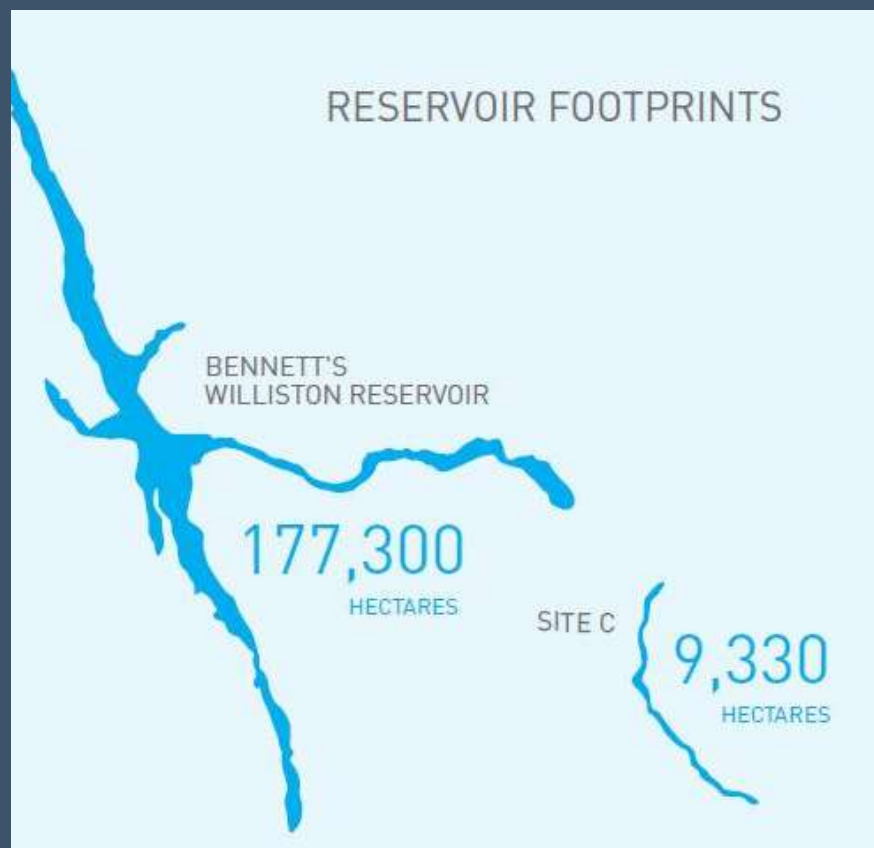 RESERVOIR FOOTPRINTS
BENNETT'S
WILLISTON RESERVOIR
177,300
HECTARES
SITE C
9,330
HECTARES